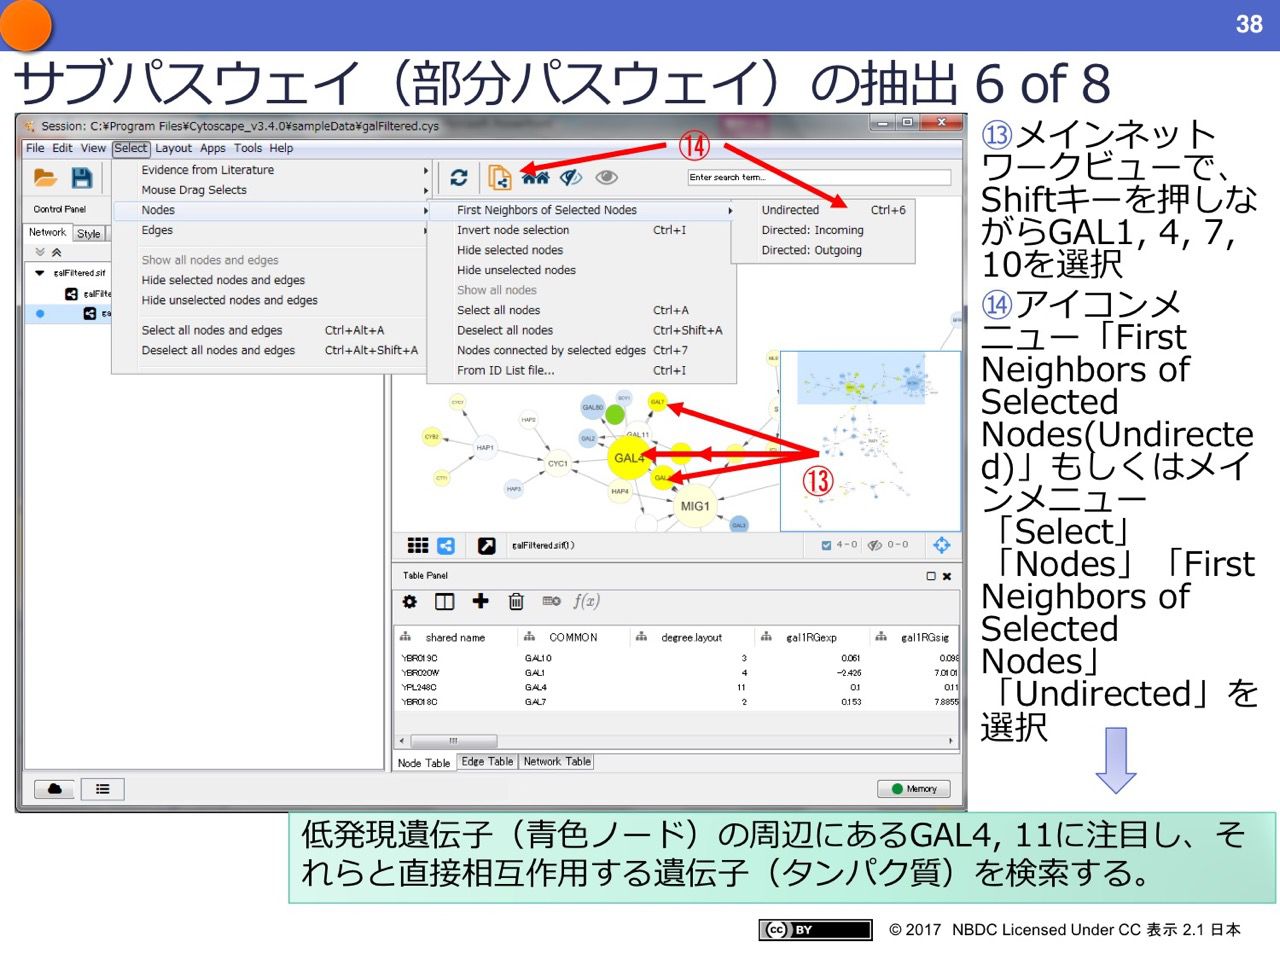 38
サブパスウェイ（部分パスウェイ）の抽出 6 of 8
Session: C:¥Program Files¥Cytoscape_v3.4.0¥sampleData¥galFiltered.cys
File Edit View Select Layout Apps Tools Help
Enter search term...
Control Panel
Network Style
galFiltered.sif
galFilte
ga
Evidence from Literature
Mouse Drag Selects
Nodes
Edges
Show all nodes and edges
Hide selected nodes and edges
Hide unselected nodes and edges
Select all nodes and edges Ctrl+Alt+A
Deselect all nodes and edges Ctrl+Alt+Shift+A
First Neighbors of Selected Nodes
Invert node selection Ctrl+I
Hide selected nodes
Hide unselected nodes
Show all nodes
Select all nodes Ctrl+A
Deselect all nodes Ctrl+Shift+A
Nodes connected by selected edges Ctrl+7
From ID List file... Ctrl+I
Undirected Ctrl+6
Directed: Incoming
Directed: Outgoing
⑭
⑬
CYC7
HAP2
GAL80
GCY1
GAL7
CYB2
HAP1
GAL2
GAL11
CYC1
GAL4
CTT1
HAP3
HAP4
MIG1
GAL3
galFiltered.sif(1)
4-0
0-0
Table Panel
f(x)
shared name COMMON degree.layout gal1RGexp gal1RGsig
YBR019C GAL10 3 0.061 0.098
YBR020W GAL1 4 -2.426 7.0101
YPL248C GAL4 11 0.1 0.11
YBR018C GAL7 2 0.153 7.8855
Node Table Edge Table Network Table
Memory
⑬メインネット
ワークビューで、
Shiftキーを押しな
がらGAL1, 4, 7,
10を選択
⑭アイコンメ
ニュー「First
Neighbors of
Selected
Nodes(Undirecte
d)」もしくはメイ
ンメニュー
「Select」
「Nodes」「First
Neighbors of
Selected
Nodes」
「Undirected」を
選択
低発現遺伝子（青色ノード）の周辺にあるGAL4, 11に注目し、そ
れらと直接相互作用する遺伝子（タンパク質）を検索する。
cc BY
© 2017 NBDC Licensed Under CC 表示 2.1 日本